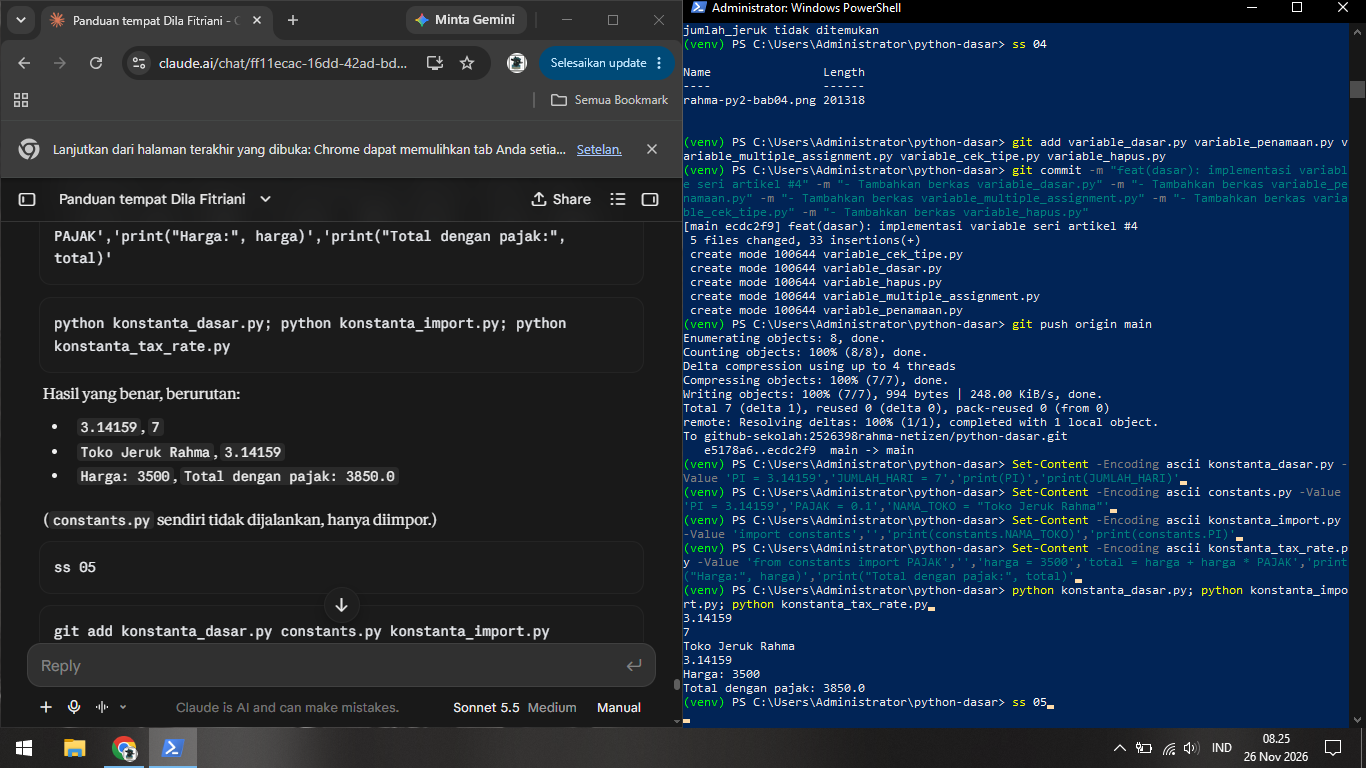 Panduan tempat Dila Fitriani - C
Minta Gemini
claude.ai/chat/ff11ecac-16dd-42ad-bd...
Selesaikan update
Semua Bookmark
Lanjutkan dari halaman terakhir yang dibuka: Chrome dapat memulihkan tab Anda setia... Setelan.
Panduan tempat Dila Fitriani
Share
PAJAK','print("Harga:", harga)','print("Total dengan pajak:",
total)'
python konstanta_dasar.py; python konstanta_import.py; python
konstanta_tax_rate.py
Hasil yang benar, berurutan:
• 3.14159, 7
• Toko Jeruk Rahma, 3.14159
• Harga: 3500, Total dengan pajak: 3850.0
(constants.py sendiri tidak dijalankan, hanya diimpor.)
ss 05
git add konstanta_dasar.py constants.py konstanta_import.py
Reply
Claude is AI and can make mistakes.
Sonnet 5.5 Medium
Manual
Administrator: Windows PowerShell
jumlah_jeruk tidak ditemukan
(venv) PS C:\Users\Administrator\python-dasar> ss 04
Name Length
---- ------
rahma-py2-bab04.png 201318
(venv) PS C:\Users\Administrator\python-dasar> git add variable_dasar.py variable_penamaan.py v
ariable_multiple_assignment.py variable_cek_tipe.py variable_hapus.py
(venv) PS C:\Users\Administrator\python-dasar> git commit -m "feat(dasar): implementasi variabl
e seri artikel #4" -m "- Tambahkan berkas variable_dasar.py" -m "- Tambahkan berkas variable_pe
namaan.py" -m "- Tambahkan berkas variable_multiple_assignment.py" -m "- Tambahkan berkas varia
ble_cek_tipe.py" -m "- Tambahkan berkas variable_hapus.py"
[main ecdc2f9] feat(dasar): implementasi variable seri artikel #4
5 files changed, 33 insertions(+)
create mode 100644 variable_cek_tipe.py
create mode 100644 variable_dasar.py
create mode 100644 variable_hapus.py
create mode 100644 variable_multiple_assignment.py
create mode 100644 variable_penamaan.py
(venv) PS C:\Users\Administrator\python-dasar> git push origin main
Enumerating objects: 8, done.
Counting objects: 100% (8/8), done.
Delta compression using up to 4 threads
Compressing objects: 100% (7/7), done.
Writing objects: 100% (7/7), 994 bytes | 248.00 KiB/s, done.
Total 7 (delta 1), reused 0 (delta 0), pack-reused 0 (from 0)
remote: Resolving deltas: 100% (1/1), completed with 1 local object.
To github-sekolah:2526398rahma-netizen/python-dasar.git
e5178a6..ecdc2f9 main -> main
(venv) PS C:\Users\Administrator\python-dasar> Set-Content -Encoding ascii konstanta_dasar.py -
Value 'PI = 3.14159','JUMLAH_HARI = 7','print(PI)','print(JUMLAH_HARI)'
(venv) PS C:\Users\Administrator\python-dasar> Set-Content -Encoding ascii constants.py -Value
'PI = 3.14159','PAJAK = 0.1','NAMA_TOKO = "Toko Jeruk Rahma"'
(venv) PS C:\Users\Administrator\python-dasar> Set-Content -Encoding ascii konstanta_import.py
-Value 'import constants','','print(constants.NAMA_TOKO)','print(constants.PI)'
(venv) PS C:\Users\Administrator\python-dasar> Set-Content -Encoding ascii konstanta_tax_rate.p
y -Value 'from constants import PAJAK','','harga = 3500','total = harga + harga * PAJAK','print
("Harga:", harga)','print("Total dengan pajak:", total)'
(venv) PS C:\Users\Administrator\python-dasar> python konstanta_dasar.py; python konstanta_impo
rt.py; python konstanta_tax_rate.py
3.14159
7
Toko Jeruk Rahma
3.14159
Harga: 3500
Total dengan pajak: 3850.0
(venv) PS C:\Users\Administrator\python-dasar> ss 05
IND
08.25
26 Nov 2026